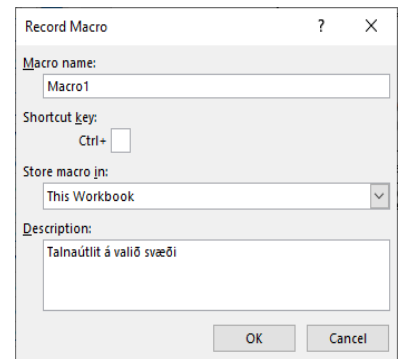 Record Macro ? X
Macro name:
Macro1
Shortcut key:
Ctrl+
Store macro in:
This Workbook
Description:
Talnaútlit á valið svæði
OK Cancel